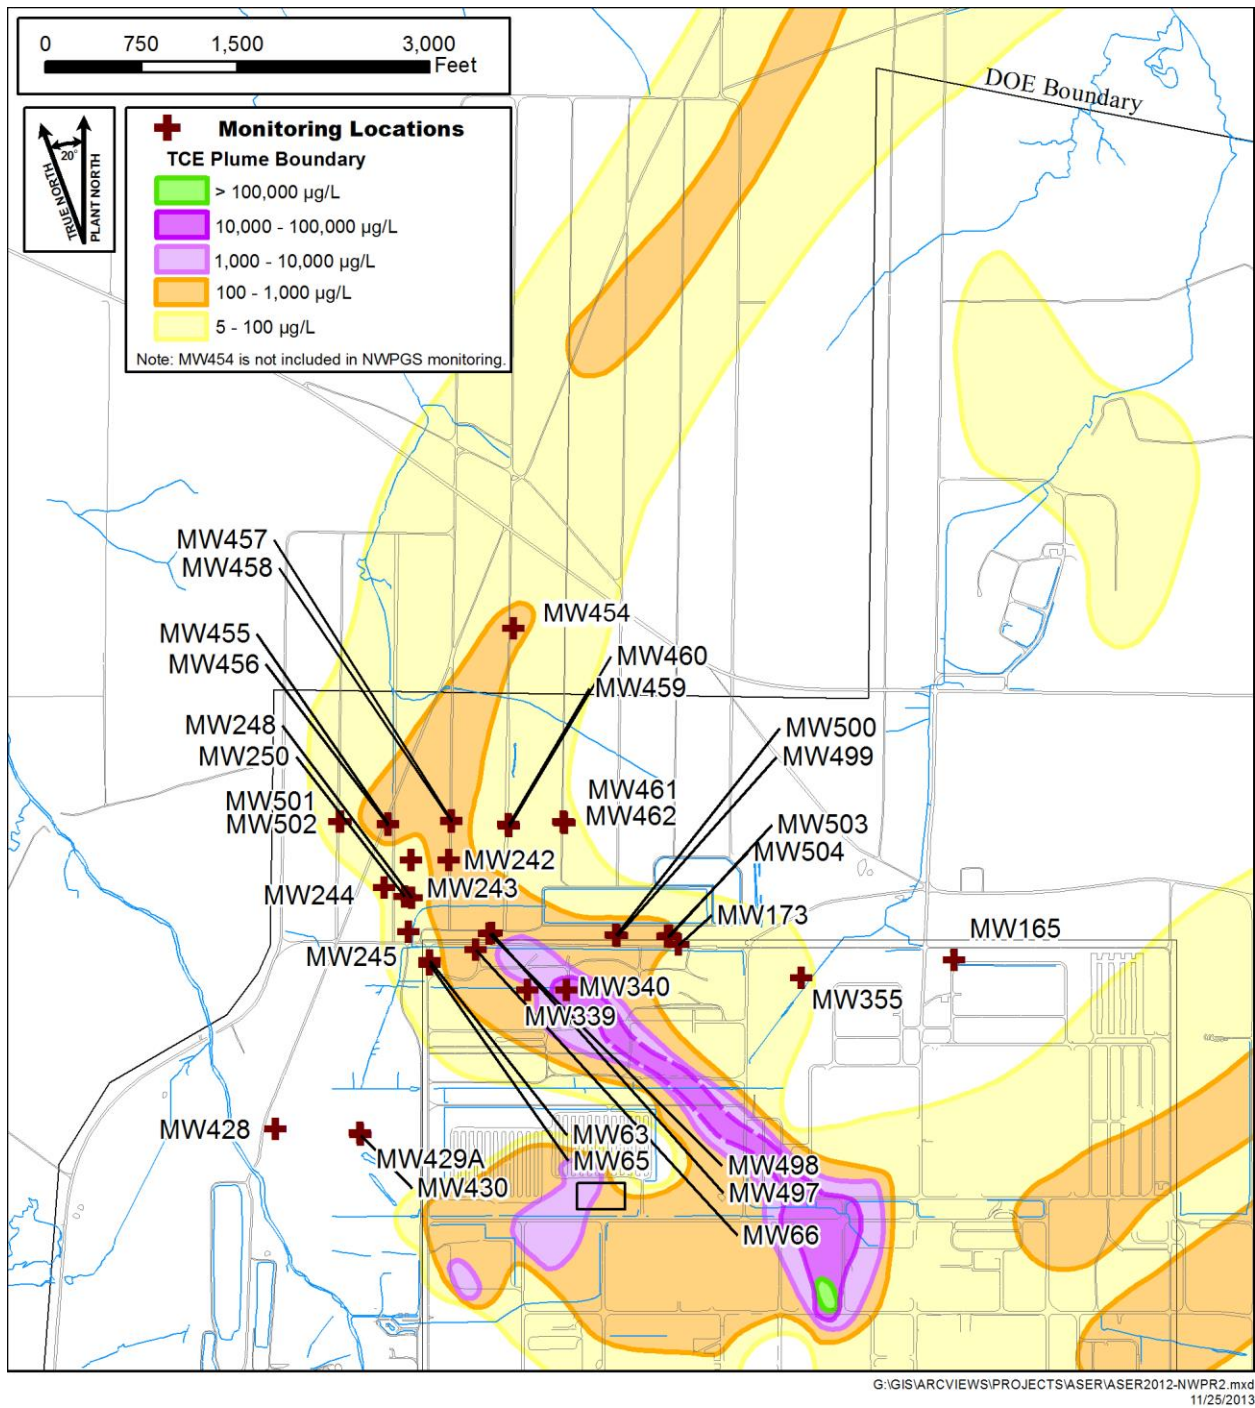 0 750 1,500 3,000
Feet
DOE Boundary
20°
TRUE NORTH
PLANT NORTH
Monitoring Locations
TCE Plume Boundary
> 100,000 µg/L
10,000 - 100,000 µg/L
1,000 - 10,000 µg/L
100 - 1,000 µg/L
5 - 100 µg/L
Note: MW454 is not included in NWPGS monitoring.
MW457
MW458
MW454
MW455
MW456
MW460
MW459
MW248
MW250
MW500
MW499
MW501
MW502
MW461
MW462
MW503
MW504
MW242
MW244
MW243
MW173
MW165
MW245
MW340
MW355
MW339
MW428
MW63
MW65
MW429A
MW430
MW498
MW497
MW66
G:\GIS\ARCVIEWS\PROJECTS\ASER\ASER2012-NWPR2.mxd
11/25/2013